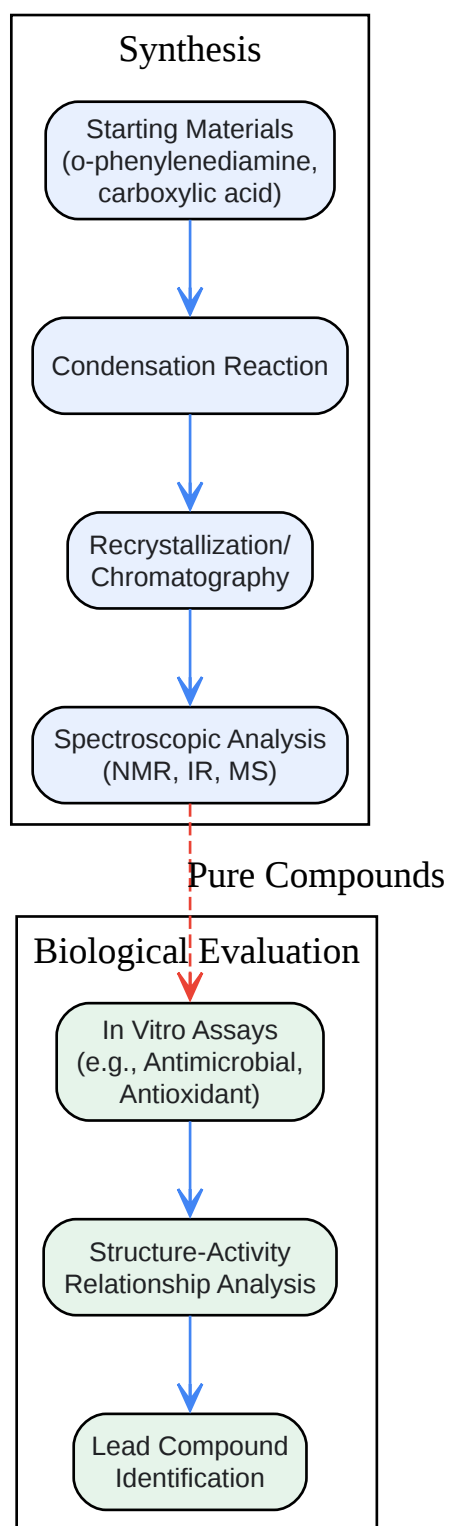 Synthesis
Starting Materials
(o-phenylenediamine,
carboxylic acid)
Condensation Reaction
Recrystallization/
Chromatography
Spectroscopic Analysis
(NMR, IR, MS)
Pure Compounds
Biological Evaluation
In Vitro Assays
(e.g., Antimicrobial,
Antioxidant)
Structure-Activity
Relationship Analysis
Lead Compound
Identification